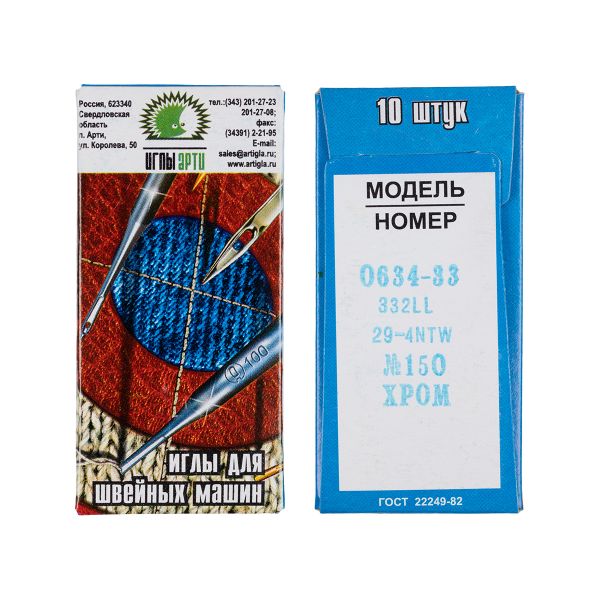 Россия, 623340
Свердловская
область
п. Арти,
ул. Королева, 50
тел.:(343) 201-27-23
201-27-08;
факс:
(34391) 2-21-95
E-mail:
sales@artigla.ru
www.artigla.ru
ИГЛЫ АРТИ
100
ИГЛЫ ДЛЯ
ШВЕЙНЫХ МАШИН
10 ШТУК
МОДЕЛЬ
НОМЕР
0634-33
332LL
29-4NTW
№150
ХРОМ
ГОСТ 22249-82